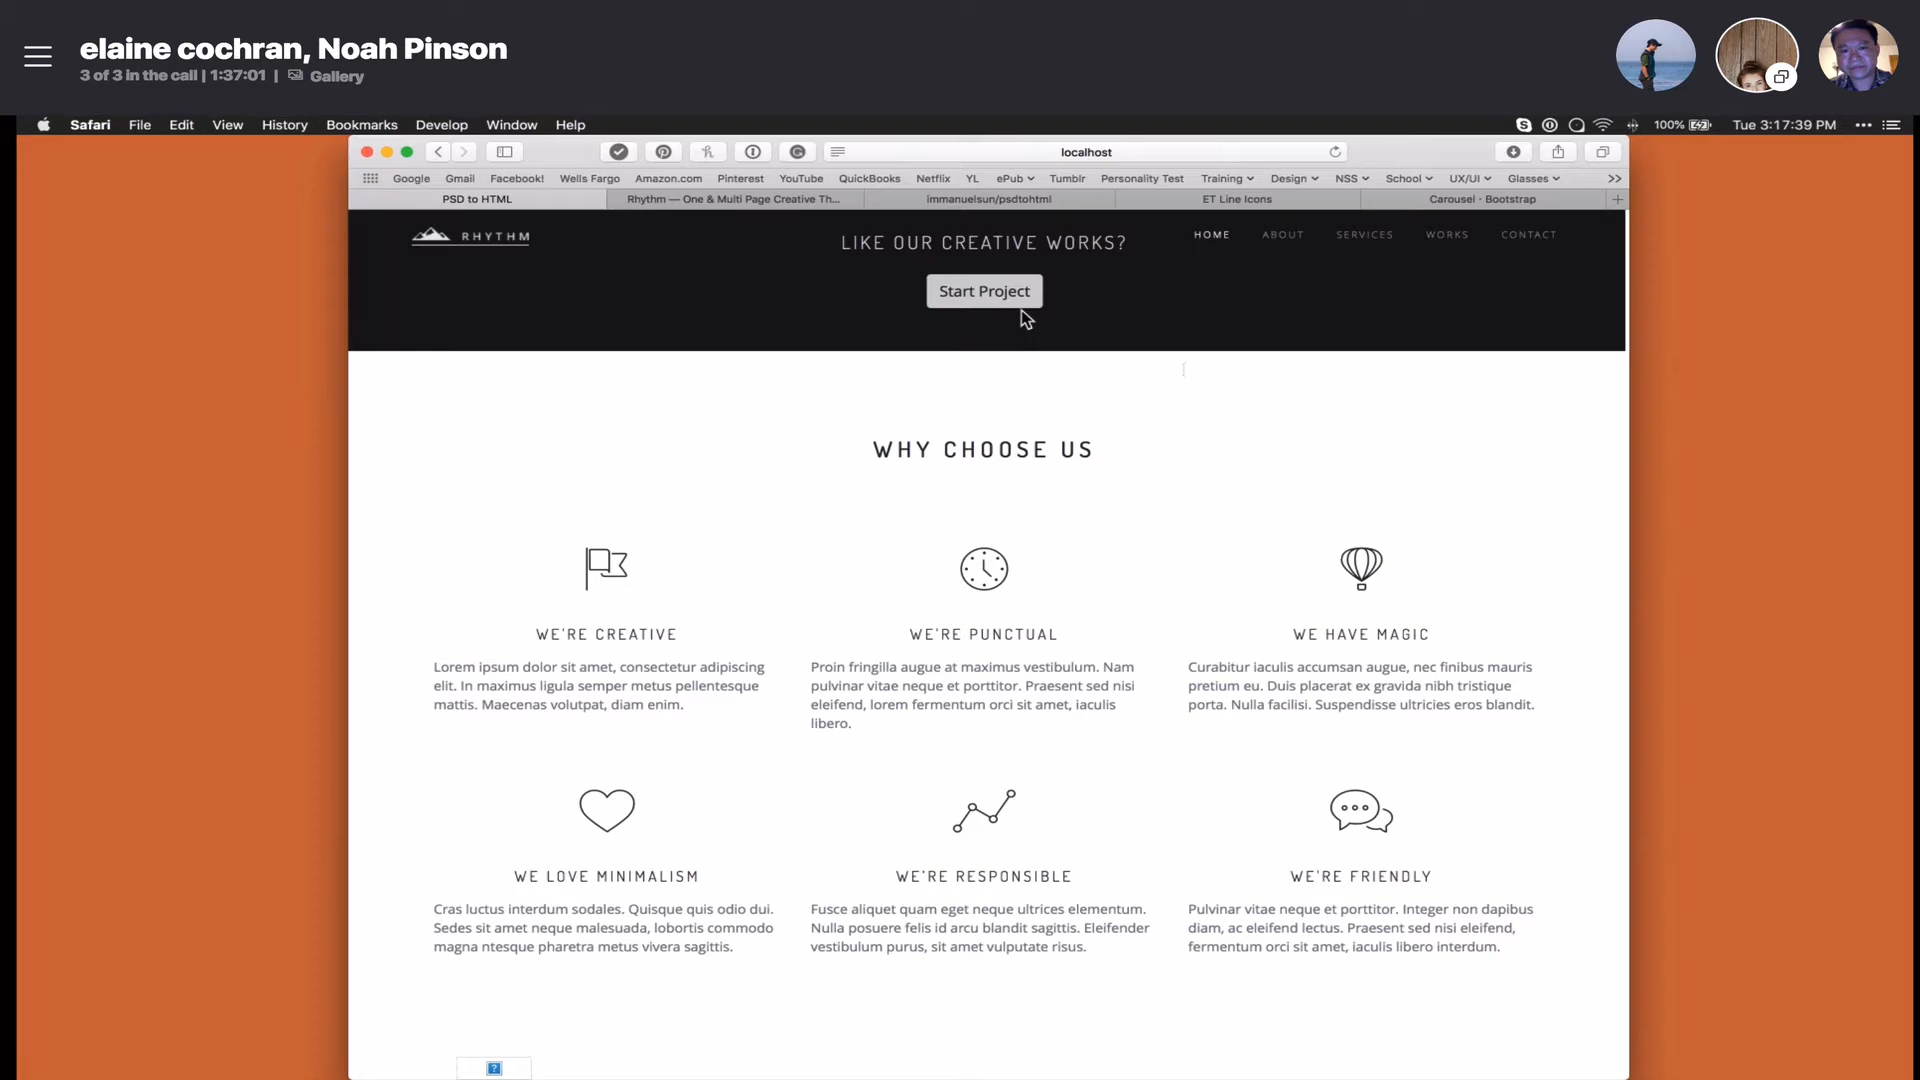 elaine cochran, Noah Pinson
3 of 3 in the call | 1:37:01 | Gallery
Safari File Edit View History Bookmarks Develop Window Help 100% Tue 3:17:39 PM
localhost
Google Gmail Facebook! Wells Fargo Amazon.com Pinterest YouTube QuickBooks Netflix YL ePub Tumblr Personality Test Training Design NSS School UX/UI Glasses >>
PSD to HTML Rhythm — One & Multi Page Creative Th... immanuelsun/psdtohtml ET Line Icons Carousel · Bootstrap +
RHYTHM
HOME ABOUT SERVICES WORKS CONTACT
LIKE OUR CREATIVE WORKS?
Start Project
WHY CHOOSE US
WE'RE CREATIVE
Lorem ipsum dolor sit amet, consectetur adipiscing
elit. In maximus ligula semper metus pellentesque
mattis. Maecenas volutpat, diam enim.
WE'RE PUNCTUAL
Proin fringilla augue at maximus vestibulum. Nam
pulvinar vitae neque et porttitor. Praesent sed nisi
eleifend, lorem fermentum orci sit amet, iaculis
libero.
WE HAVE MAGIC
Curabitur iaculis accumsan augue, nec finibus mauris
pretium eu. Duis placerat ex gravida nibh tristique
porta. Nulla facilisi. Suspendisse ultricies eros blandit.
WE LOVE MINIMALISM
Cras luctus interdum sodales. Quisque quis odio dui.
Sedes sit amet neque malesuada, lobortis commodo
magna ntesque pharetra metus vivera sagittis.
WE'RE RESPONSIBLE
Fusce aliquet quam eget neque ultrices elementum.
Nulla posuere felis id arcu blandit sagittis. Eleifender
vestibulum purus, sit amet vulputate risus.
WE'RE FRIENDLY
Pulvinar vitae neque et porttitor. Integer non dapibus
diam, ac eleifend lectus. Praesent sed nisi eleifend,
fermentum orci sit amet, iaculis libero interdum.
?